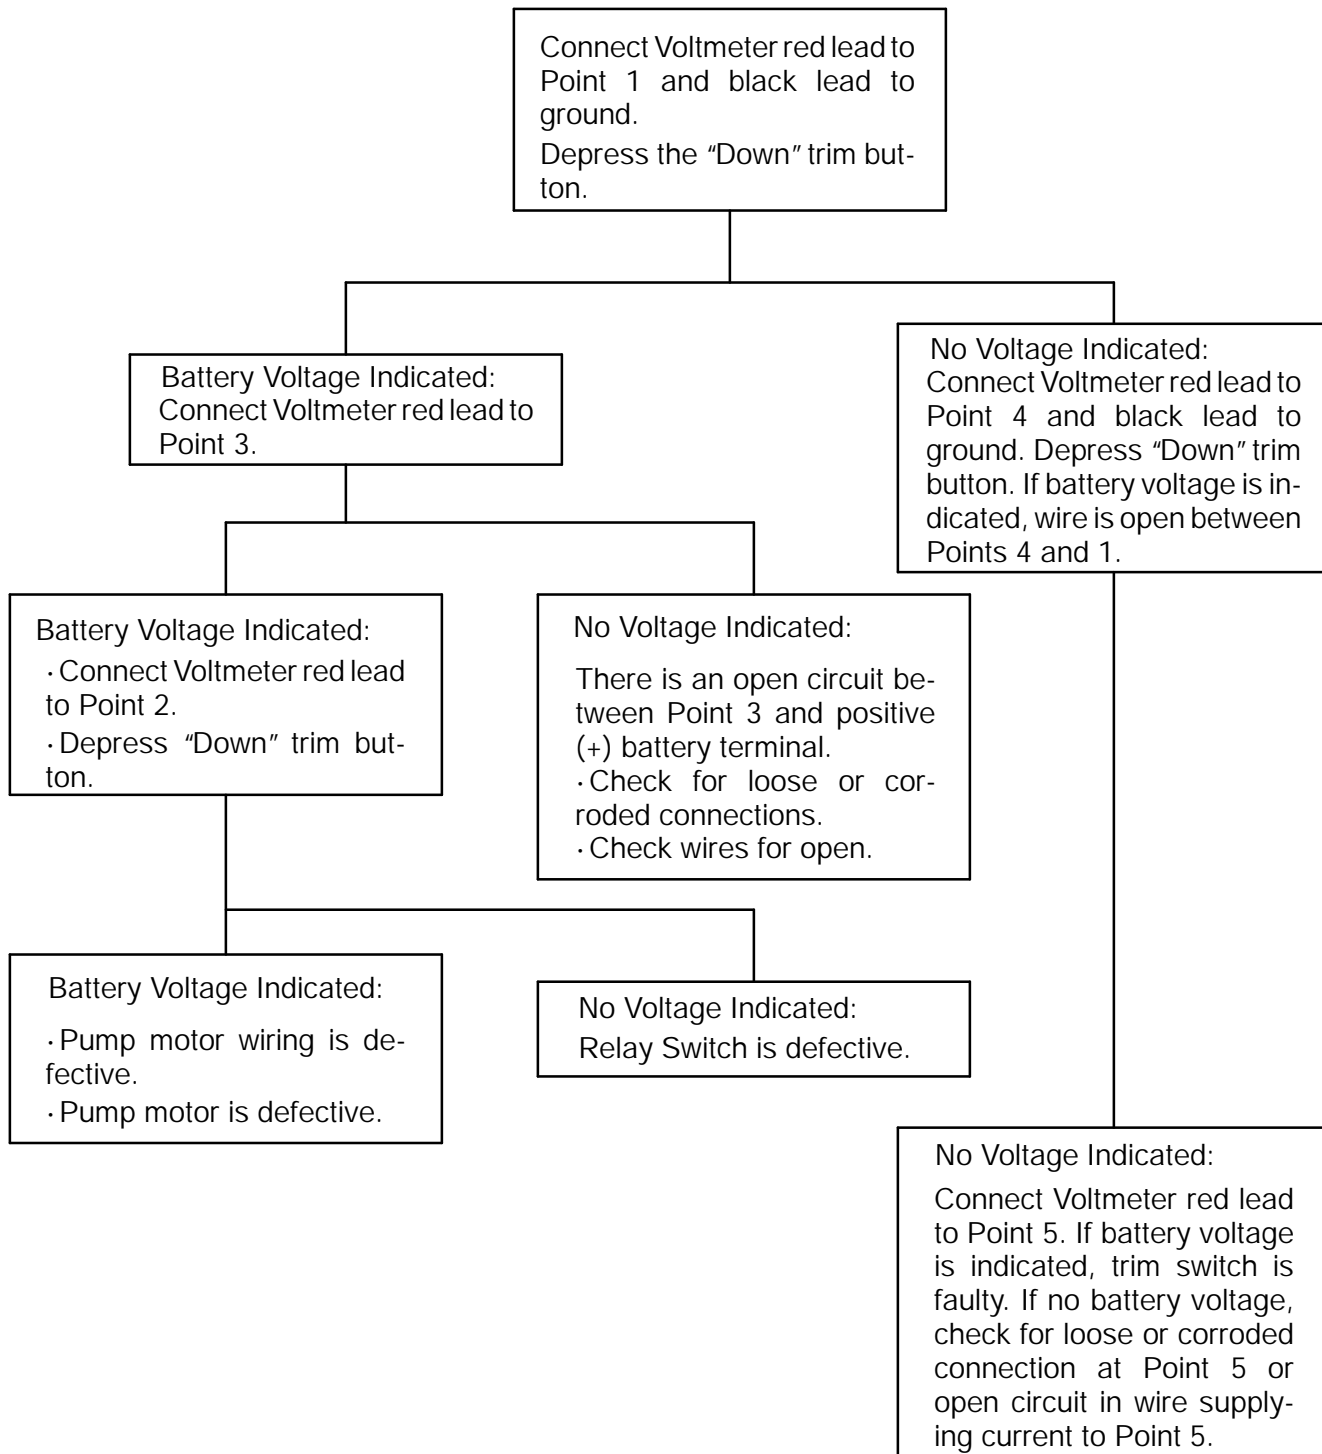 Connect Voltmeter red lead to
Point 1 and black lead to
ground.
Depress the “Down” trim but-
ton.
Battery Voltage Indicated:
Connect Voltmeter red lead to
Point 3.
No Voltage Indicated:
Connect Voltmeter red lead to
Point 4 and black lead to
ground. Depress “Down” trim
button. If battery voltage is in-
dicated, wire is open between
Points 4 and 1.
Battery Voltage Indicated:
· Connect Voltmeter red lead
to Point 2.
· Depress “Down” trim but-
ton.
No Voltage Indicated:
There is an open circuit be-
tween Point 3 and positive
(+) battery terminal.
· Check for loose or cor-
roded connections.
· Check wires for open.
Battery Voltage Indicated:
· Pump motor wiring is de-
fective.
· Pump motor is defective.
No Voltage Indicated:
Relay Switch is defective.
No Voltage Indicated:
Connect Voltmeter red lead
to Point 5. If battery voltage
is indicated, trim switch is
faulty. If no battery voltage,
check for loose or corroded
connection at Point 5 or
open circuit in wire supply-
ing current to Point 5.